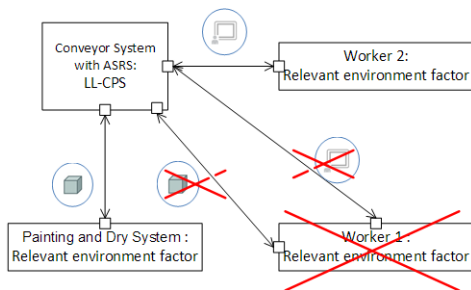 Conveyor System
with ASRS:
LL-CPS
Worker 2:
Relevant environment factor
Painting and Dry System :
Relevant environment factor
Worker 1 :
Relevant environment factor